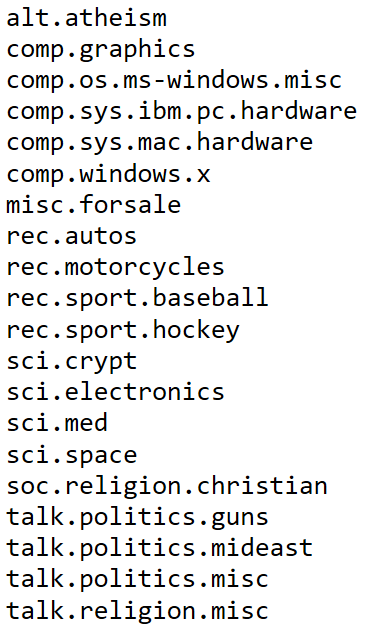 alt.atheism
comp.graphics
comp.os.ms-windows.misc
comp.sys.ibm.pc.hardware
comp.sys.mac.hardware
comp.windows.x
misc.forsale
rec.autos
rec.motorcycles
rec.sport.baseball
rec.sport.hockey
sci.crypt
sci.electronics
sci.med
sci.space
soc.religion.christian
talk.politics.guns
talk.politics.mideast
talk.politics.misc
talk.religion.misc